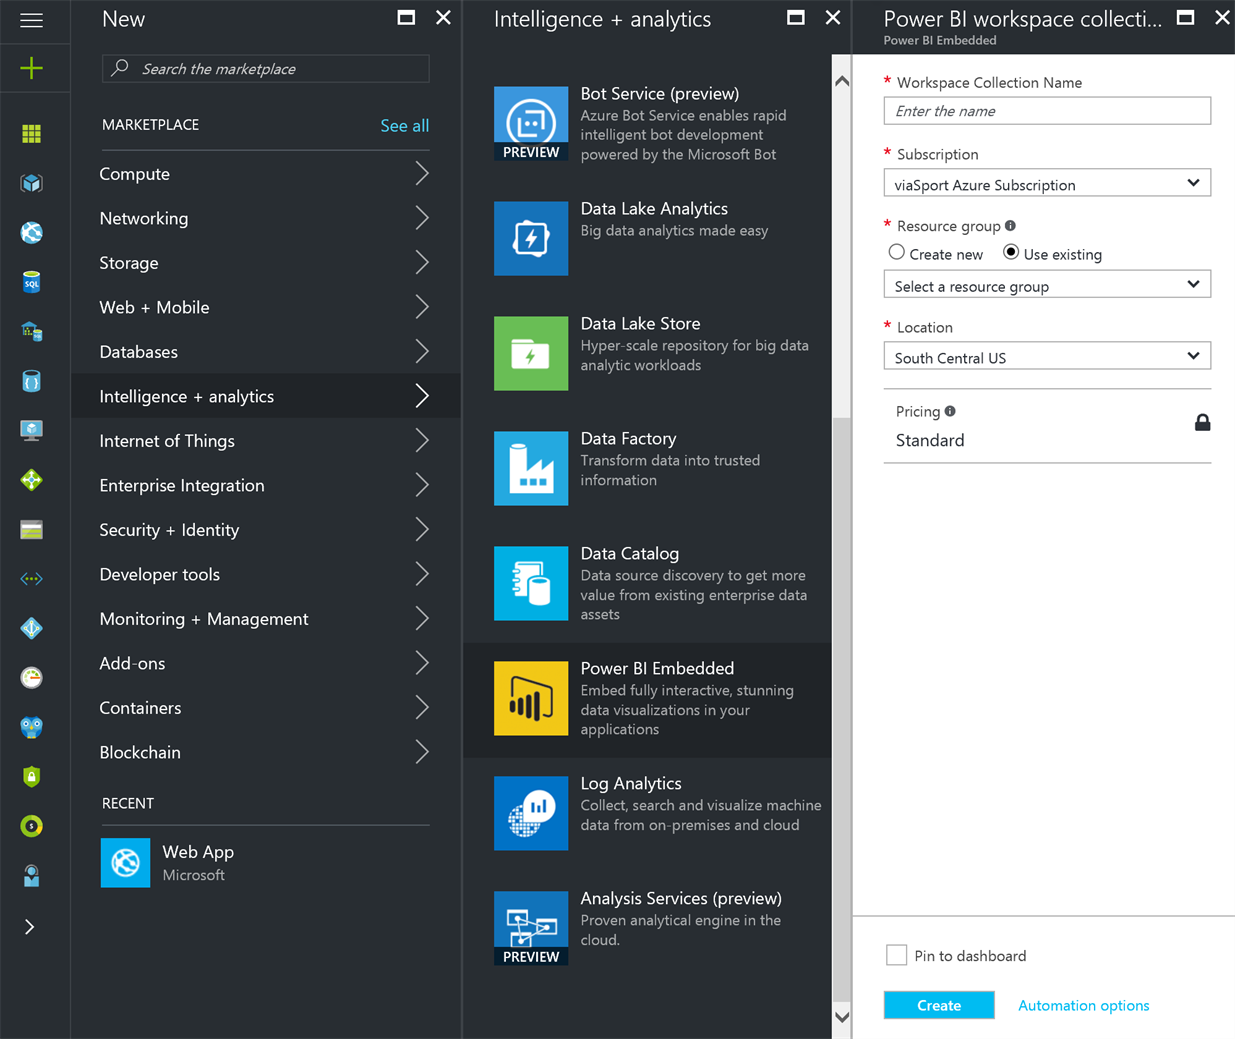 New
Search the marketplace
MARKETPLACE
See all
Compute
Networking
Storage
Web + Mobile
Databases
Intelligence + analytics
Internet of Things
Enterprise Integration
Security + Identity
Developer tools
Monitoring + Management
Add-ons
Containers
Blockchain
RECENT
Web App
Microsoft
SQL
Intelligence + analytics
Bot Service (preview)
Azure Bot Service enables rapid
intelligent bot development
powered by the Microsoft Bot
PREVIEW
Data Lake Analytics
Big data analytics made easy
Data Lake Store
Hyper-scale repository for big data
analytic workloads
Data Factory
Transform data into trusted
information
Data Catalog
Data source discovery to get more
value from existing enterprise data
assets
Power BI Embedded
Embed fully interactive, stunning
data visualizations in your
applications
Log Analytics
Collect, search and visualize machine
data from on-premises and cloud
Analysis Services (preview)
Proven analytical engine in the
cloud.
PREVIEW
Power BI workspace collecti...
Power BI Embedded
* Workspace Collection Name
Enter the name
* Subscription
viaSport Azure Subscription
* Resource group
Create new Use existing
Select a resource group
* Location
South Central US
Pricing
Standard
Pin to dashboard
Create
Automation options